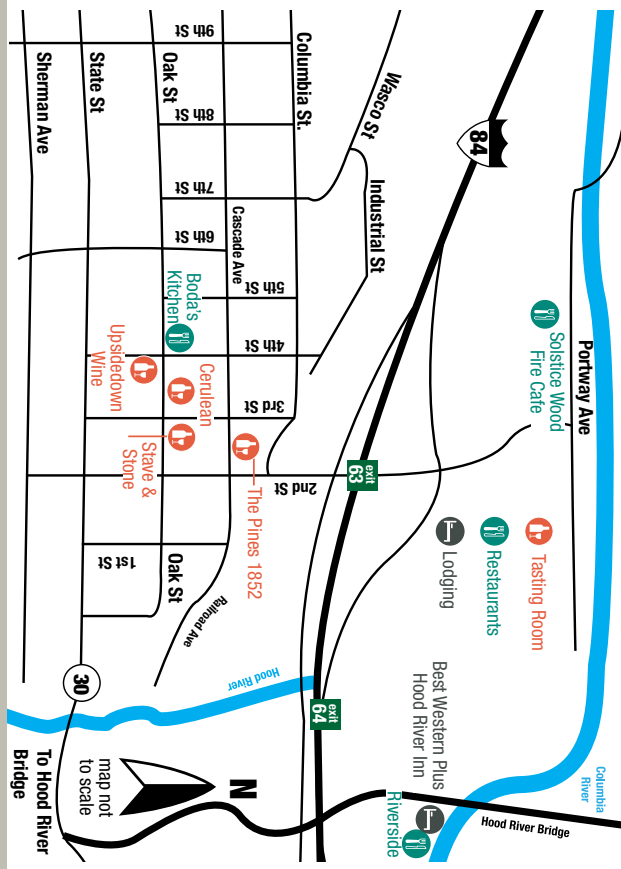 Columbia
River
Portway Ave
Solstice Wood
Fire Cafe
84
Wasco St
Industrial St
Columbia St.
Cascade Ave
Oak St
State St
Sherman Ave
9th St
8th St
7th St
6th St
5th St
4th St
3rd St
2nd St
1st St
Boda's
Kitchen
Upsidedown
Wine
Cerulean
Stave &
Stone
The Pines 1852
Oak St
Railroad Ave
exit
63
exit
64
Tasting Room
Restaurants
Lodging
Best Western Plus
Hood River Inn
Riverside
Hood River Bridge
Hood River
30
To Hood River
Bridge
map not
to scale
N